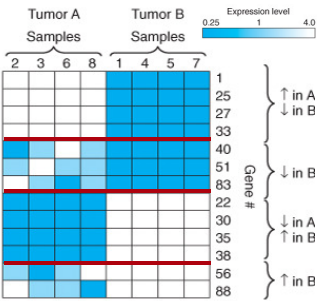 Tumor A Tumor B Expression level
Samples Samples 0.25 1 4.0
2 3 6 8 1 4 5 7
1
25 ↑ in A
27 ↓ in B
33
40
51 ↓ in B
83
Gene #
22
30 ↓ in A
35 ↑ in B
38
56 ↑ in B
88